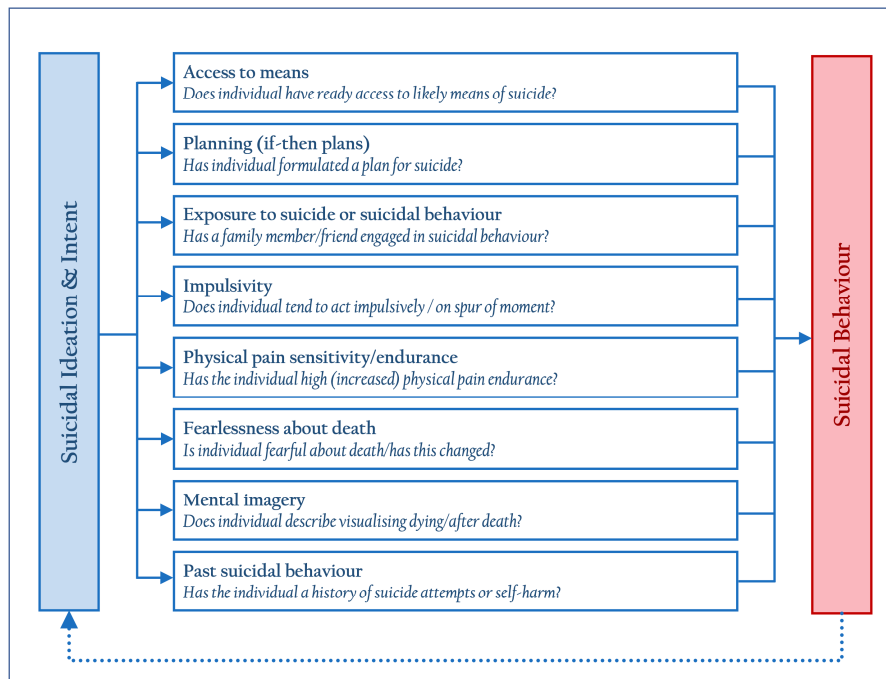 Suicidal Ideation & Intent
Access to means
Does individual have ready access to likely means of suicide?
Planning (if-then plans)
Has individual formulated a plan for suicide?
Exposure to suicide or suicidal behaviour
Has a family member/friend engaged in suicidal behaviour?
Impulsivity
Does individual tend to act impulsively / on spur of moment?
Physical pain sensitivity/endurance
Has the individual high (increased) physical pain endurance?
Fearlessness about death
Is individual fearful about death/has this changed?
Mental imagery
Does individual describe visualising dying/after death?
Past suicidal behaviour
Has the individual a history of suicide attempts or self-harm?
Suicidal Behaviour